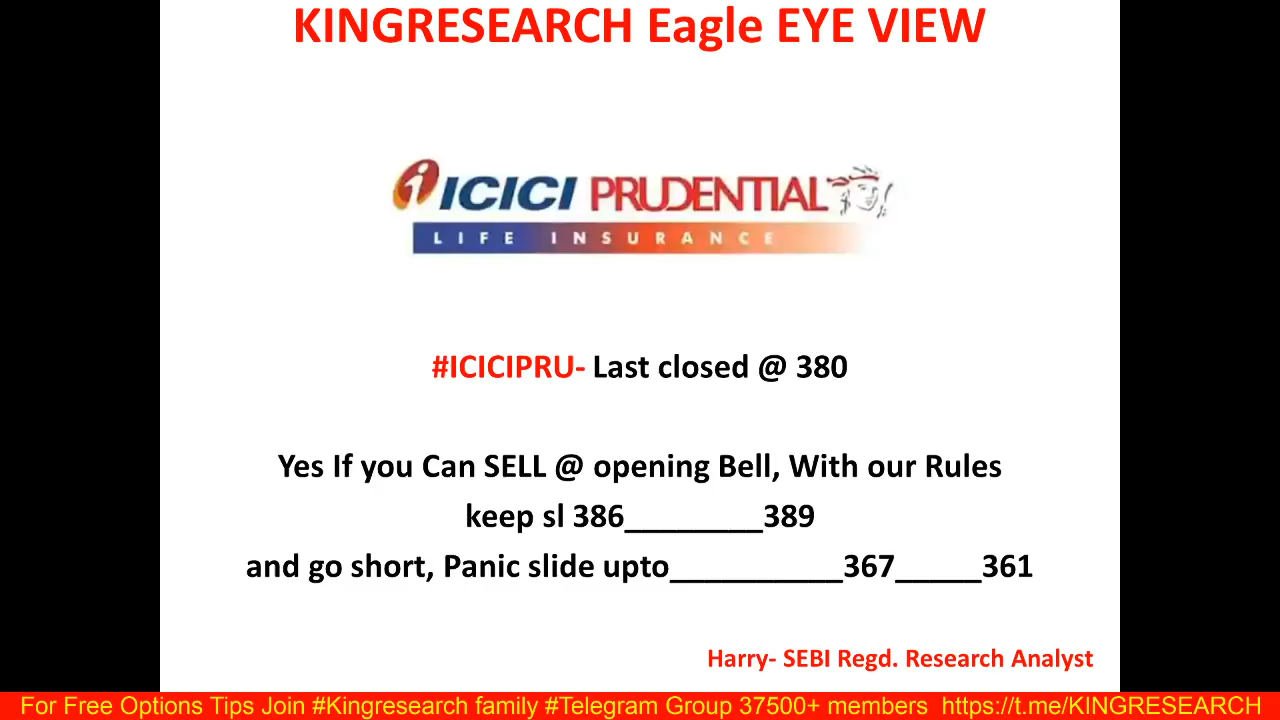 KINGRESEARCH Eagle EYE VIEW
ICICI PRUDENTIAL
LIFE INSURANCE
#ICICIPRU- Last closed @ 380
Yes If you Can SELL @ opening Bell, With our Rules
keep sl 386________389
and go short, Panic slide upto__________367_____361
Harry- SEBI Regd. Research Analyst
For Free Options Tips Join #Kingresearch family #Telegram Group 37500+ members https://t.me/KINGRESEARCH